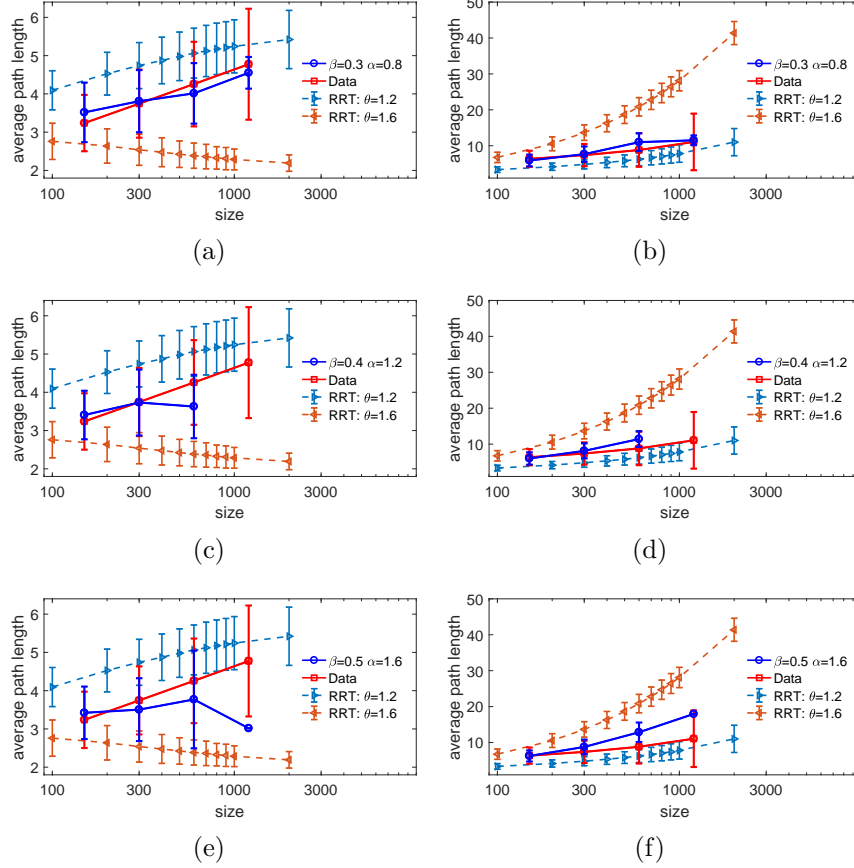 average path length
6
5
4
3
2
100
300
1000
3000
size
β=0.3 α=0.8
Data
RRT: θ=1.2
RRT: θ=1.6
(a)
average path length
50
40
30
20
10
100
300
1000
3000
size
β=0.3 α=0.8
Data
RRT: θ=1.2
RRT: θ=1.6
(b)
average path length
6
5
4
3
2
100
300
1000
3000
size
β=0.4 α=1.2
Data
RRT: θ=1.2
RRT: θ=1.6
(c)
average path length
50
40
30
20
10
100
300
1000
3000
size
β=0.4 α=1.2
Data
RRT: θ=1.2
RRT: θ=1.6
(d)
average path length
6
5
4
3
2
100
300
1000
3000
size
β=0.5 α=1.6
Data
RRT: θ=1.2
RRT: θ=1.6
(e)
average path length
50
40
30
20
10
100
300
1000
3000
size
β=0.5 α=1.6
Data
RRT: θ=1.2
RRT: θ=1.6
(f)